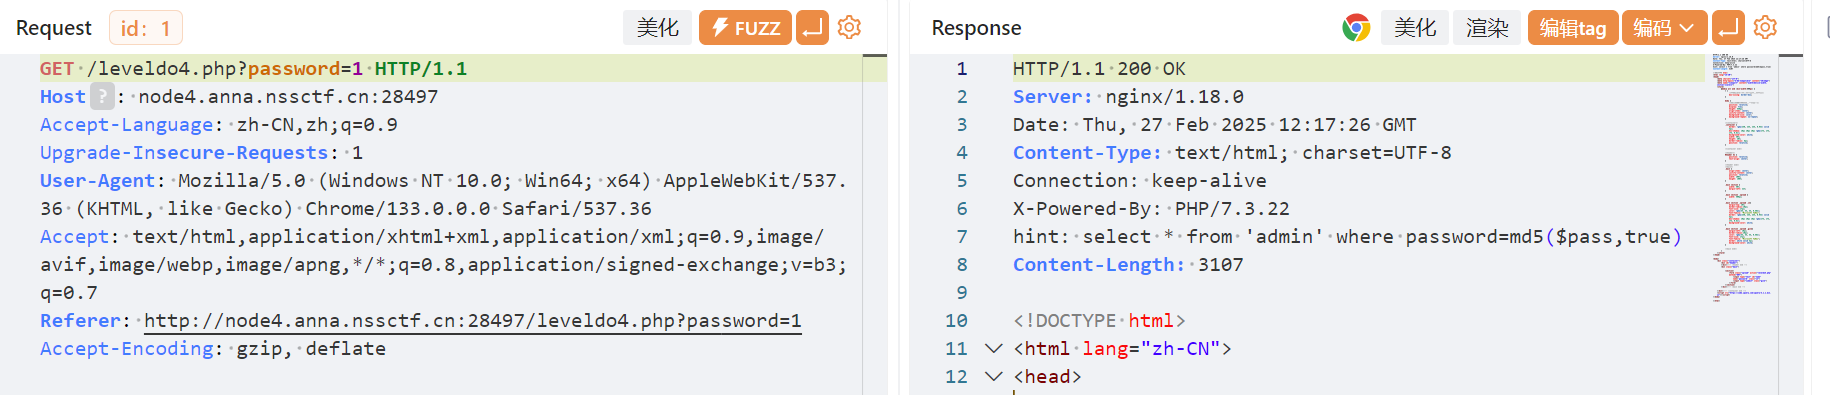 Request id: 1 美化 FUZZ
GET /leveldo4.php?password=1 HTTP/1.1
Host ? : node4.anna.nssctf.cn:28497
Accept-Language: zh-CN,zh;q=0.9
Upgrade-Insecure-Requests: 1
User-Agent: Mozilla/5.0 (Windows NT 10.0; Win64; x64) AppleWebKit/537.
36 (KHTML, like Gecko) Chrome/133.0.0.0 Safari/537.36
Accept: text/html,application/xhtml+xml,application/xml;q=0.9,image/
avif,image/webp,image/apng,*/*;q=0.8,application/signed-exchange;v=b3;
q=0.7
Referer: http://node4.anna.nssctf.cn:28497/leveldo4.php?password=1
Accept-Encoding: gzip, deflate
Response 美化 渲染 编辑tag 编码
1 HTTP/1.1 200 OK
2 Server: nginx/1.18.0
3 Date: Thu, 27 Feb 2025 12:17:26 GMT
4 Content-Type: text/html; charset=UTF-8
5 Connection: keep-alive
6 X-Powered-By: PHP/7.3.22
7 hint: select * from 'admin' where password=md5($pass,true)
8 Content-Length: 3107
9
10 <!DOCTYPE html>
11 <html lang="zh-CN">
12 <head>